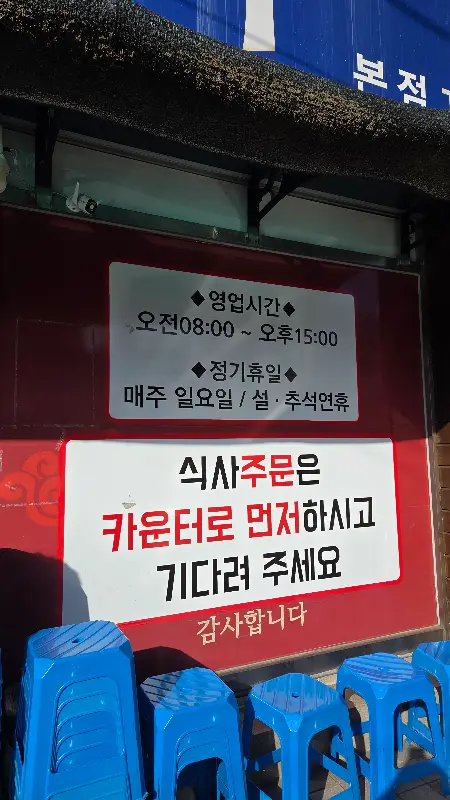 본점
◆영업시간◆
오전08:00 ~ 오후15:00
◆정기휴일◆
매주 일요일 / 설 · 추석연휴
식사주문은
카운터로 먼저하시고
기다려 주세요
감사합니다